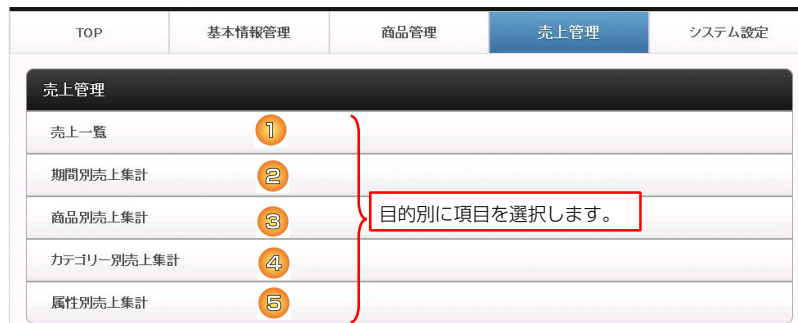 TOP 基本情報管理 商品管理 売上管理 システム設定
売上管理
売上一覧 1
期間別売上集計 2
商品別売上集計 3
目的別に項目を選択します。
カテゴリー別売上集計 4
属性別売上集計 5